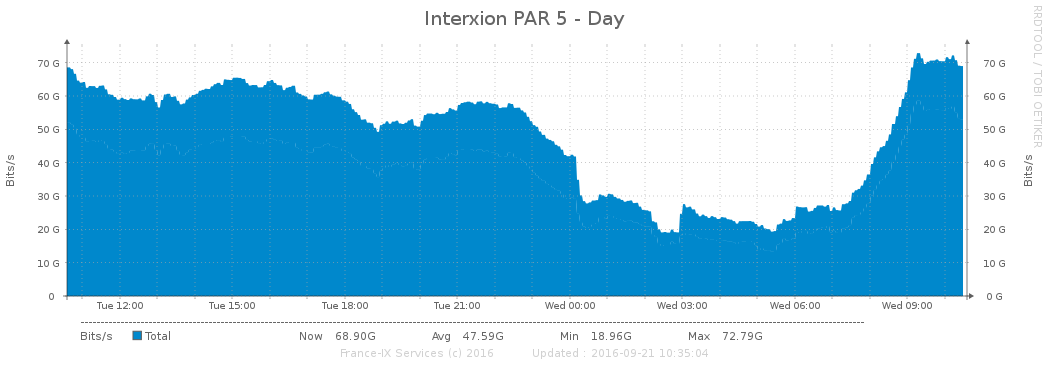 Interxion PAR 5 - Day
RRDTOOL / TOBI OETIKER
Bits/s
70 G 70 G
60 G 60 G
50 G 50 G
40 G 40 G
30 G 30 G
20 G 20 G
10 G 10 G
0 0 G
Bits/s
Tue 12:00 Tue 15:00 Tue 18:00 Tue 21:00 Wed 00:00 Wed 03:00 Wed 06:00 Wed 09:00
Bits/s Total Now 68.90G Avg 47.59G Min 18.96G Max 72.79G
France-IX Services (c) 2016 Updated : 2016-09-21 10:35:04